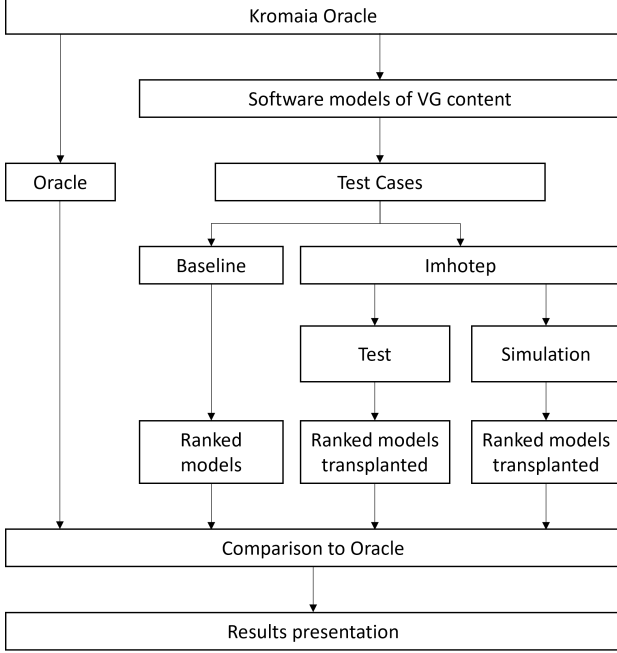 Kromaia Oracle
Software models of VG content
Oracle
Test Cases
Baseline
Imhotep
Test
Simulation
Ranked
models
Ranked models
transplanted
Ranked models
transplanted
Comparison to Oracle
Results presentation